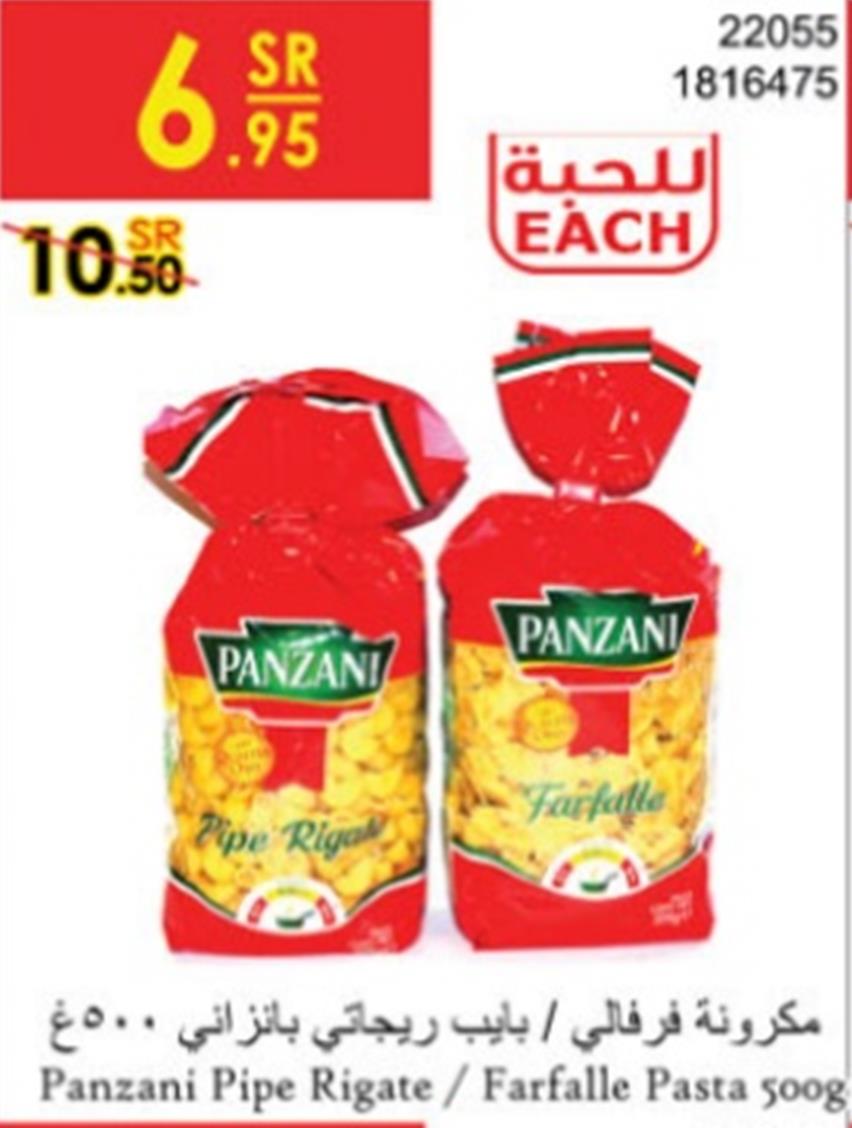 6 SR
.95
22055
1816475
للحبة
EACH
10.50 SR
PANZANI
Pipe Rigate
PANZANI
Farfalle
مكرونة فرفالي / بايب ريجاتي بانزاني ٥٠٠غ
Panzani Pipe Rigate / Farfalle Pasta 500g